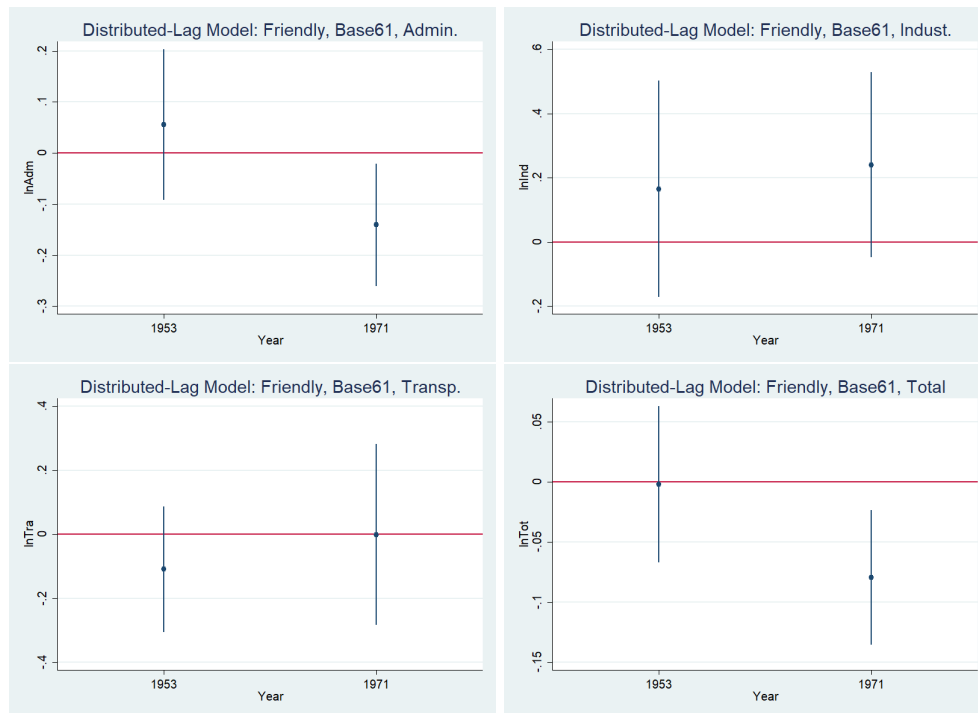 Distributed-Lag Model: Friendly, Base61, Admin.
.2
.1
0
-.1
-.2
-.3
lnAdm
1953
1971
Year
Distributed-Lag Model: Friendly, Base61, Indust.
.6
.4
.2
0
-.2
lnInd
1953
1971
Year
Distributed-Lag Model: Friendly, Base61, Transp.
.4
.2
0
-.2
-.4
lnTra
1953
1971
Year
Distributed-Lag Model: Friendly, Base61, Total
.05
0
-.05
-.1
-.15
lnTot
1953
1971
Year